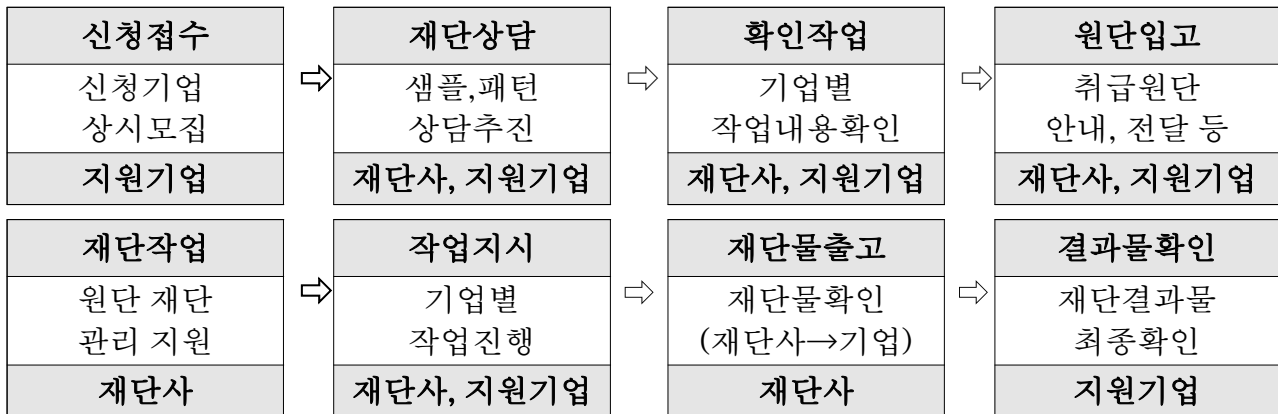 신청접수
신청기업
상시모집
지원기업
⇨
재단상담
샘플,패턴
상담추진
재단사, 지원기업
⇨
확인작업
기업별
작업내용확인
재단사, 지원기업
⇨
원단입고
취급원단
안내, 전달 등
재단사, 지원기업
재단작업
원단 재단
관리 지원
재단사
⇨
작업지시
기업별
작업진행
재단사, 지원기업
⇨
재단물출고
재단물확인
(재단사→기업)
재단사
⇨
결과물확인
재단결과물
최종확인
지원기업